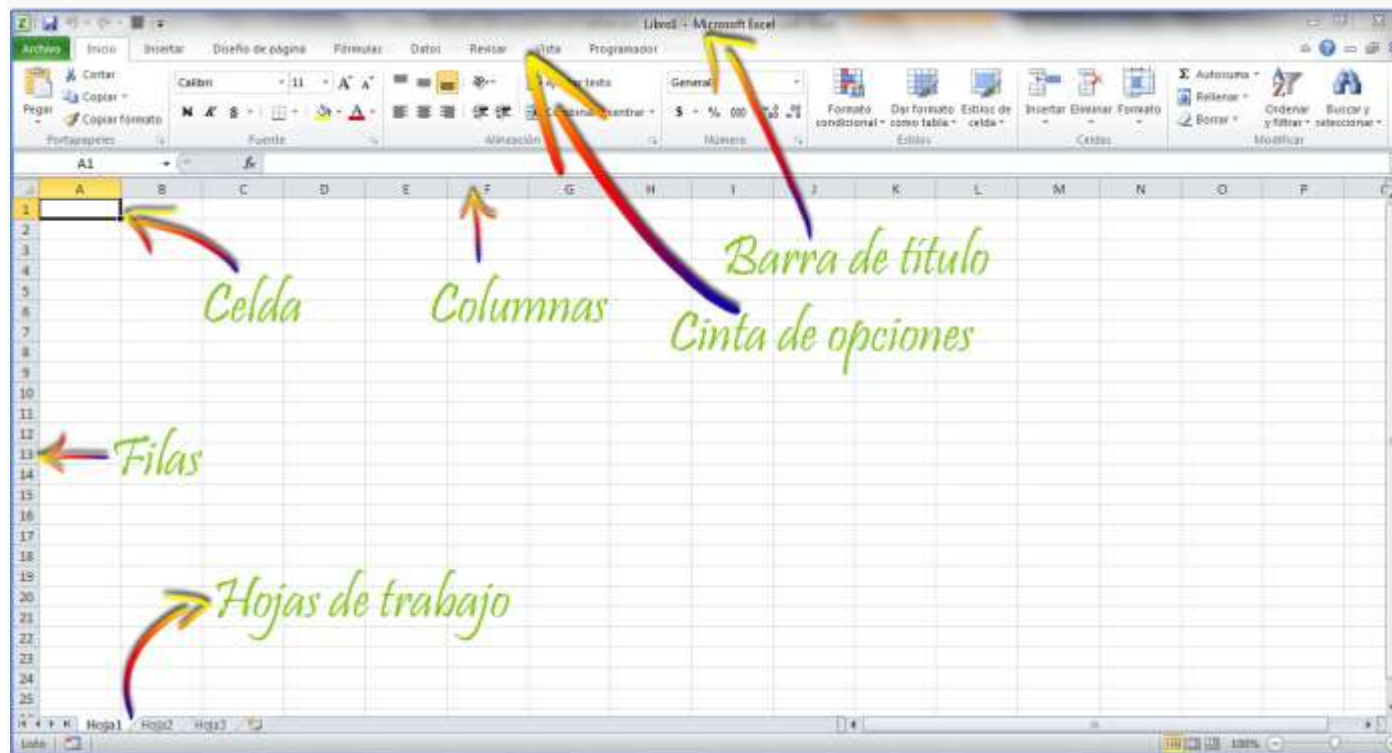 Libro1 - Microsoft Excel
Archivo Inicio Insertar Diseño de página Fórmulas Datos Revisar Vista Programador
Pegar
Cortar
Copiar
Copiar formato
Portapapeles
Calibri 11
N K S
Fuente
Alineación
General
$ % 000
Número
Formato condicional
Dar formato como tabla
Estilos de celda
Estilos
Insertar Eliminar Formato
Celdas
Σ Autosuma
Rellenar
Borrar
Ordenar y filtrar
Buscar y seleccionar
Modificar
A1 fx
A B C D E F G H I J K L M N O P
1
2
3
4
5
6
7
8
9
10
11
12
13
14
15
16
17
18
19
20
21
22
23
24
25
Barra de título
Celda
Columnas
Cinta de opciones
Filas
Hojas de trabajo
Hoja1 Hoja2 Hoja3
Listo
100%